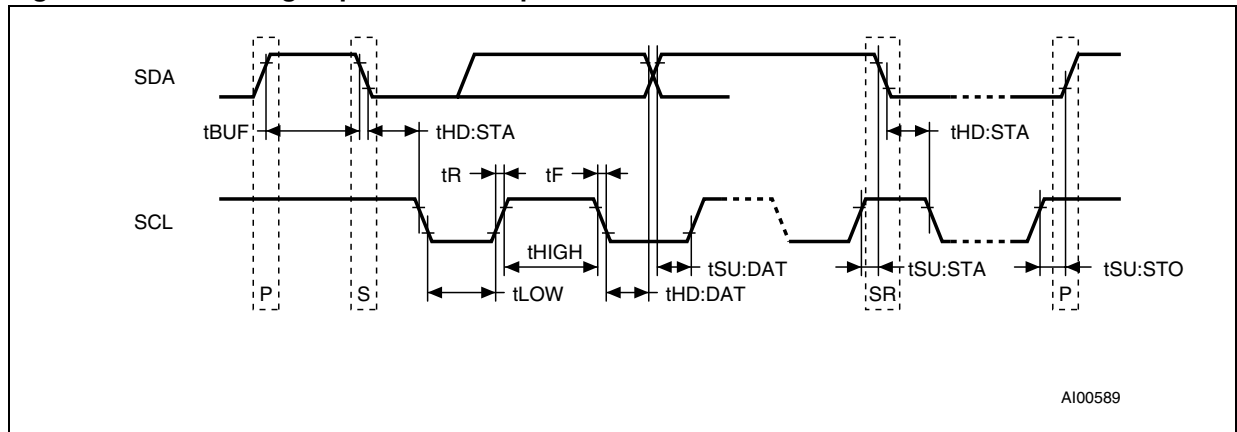 SDA
tBUF tHD:STA tHD:STA
tR tF
SCL
tHIGH tSU:DAT tSU:STA tSU:STO
tLOW tHD:DAT
P S SR P
AI00589